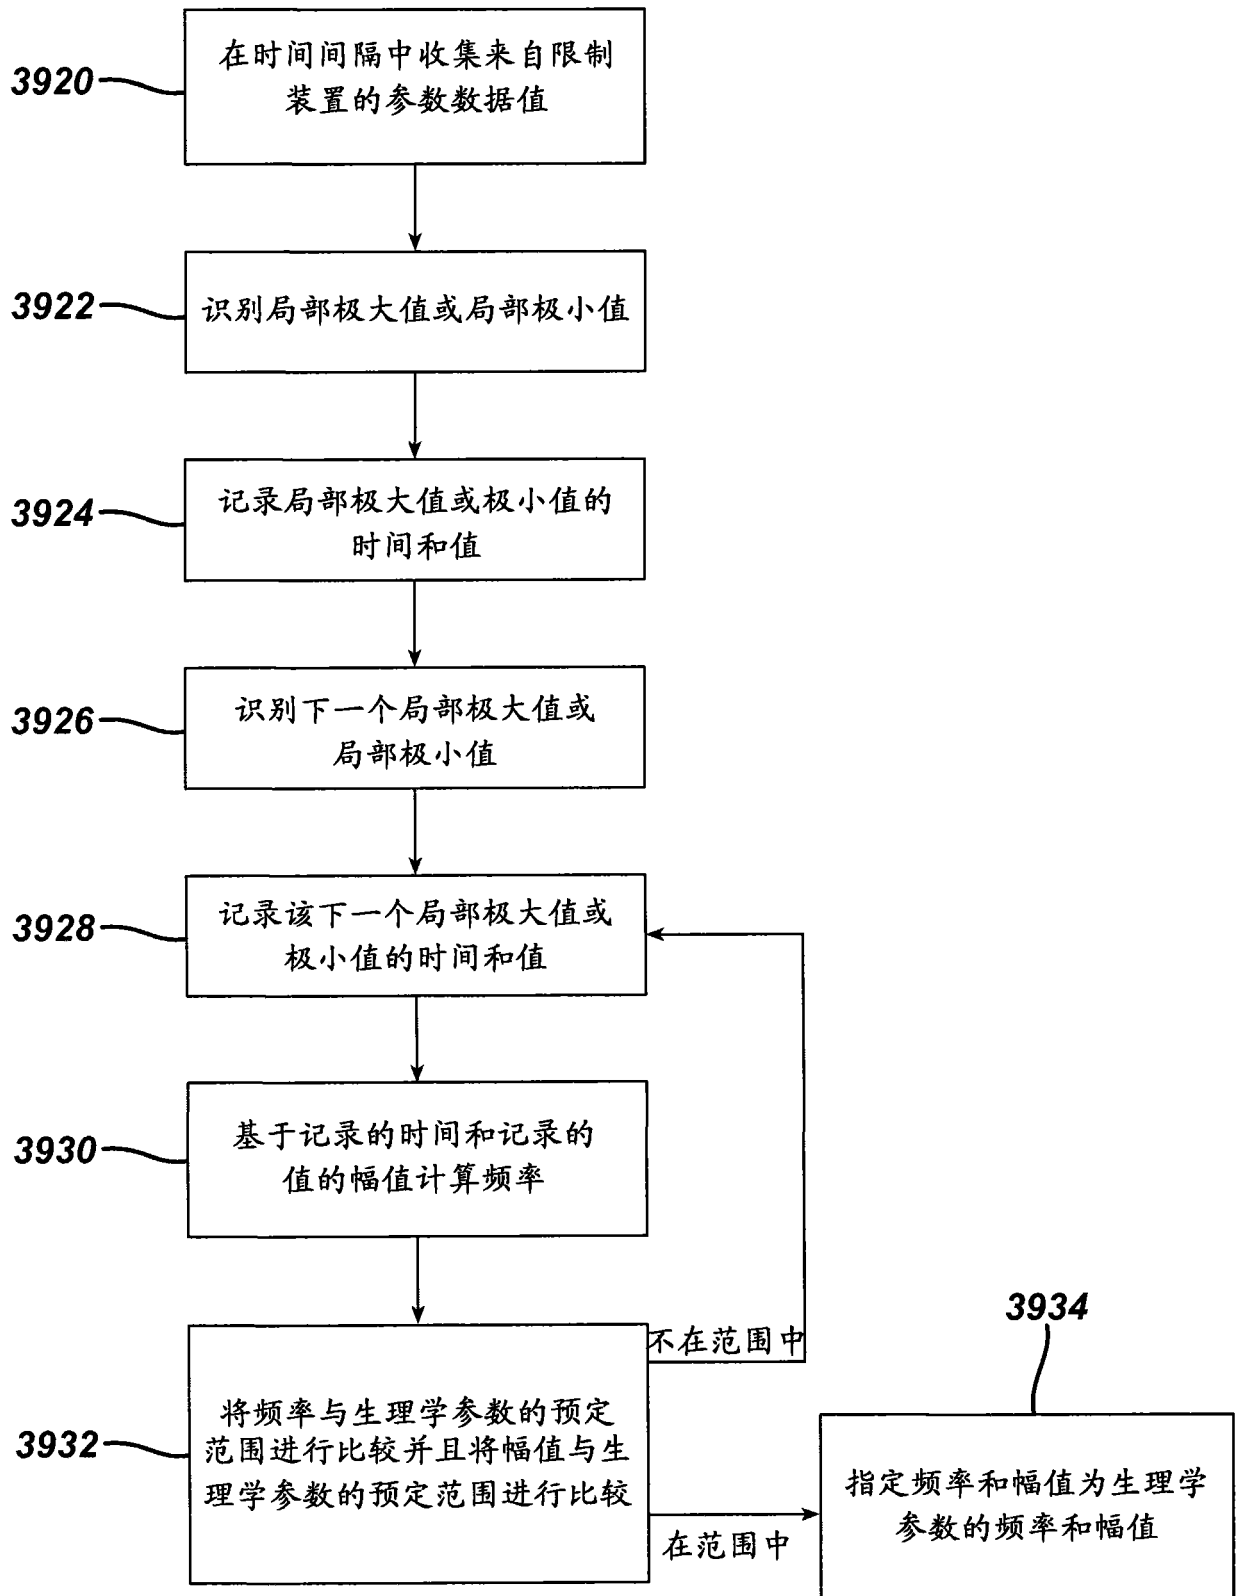 3920
在时间间隔中收集来自限制
装置的参数数据值
3922
识别局部极大值或局部极小值
3924
记录局部极大值或极小值的
时间和值
3926
识别下一个局部极大值或
局部极小值
3928
记录该下一个局部极大值或
极小值的时间和值
3930
基于记录的时间和记录的
值的幅值计算频率
3932
将频率与生理学参数的预定
范围进行比较并且将幅值与生
理学参数的预定范围进行比较
不在范围中
在范围中
3934
指定频率和幅值为生理学
参数的频率和幅值